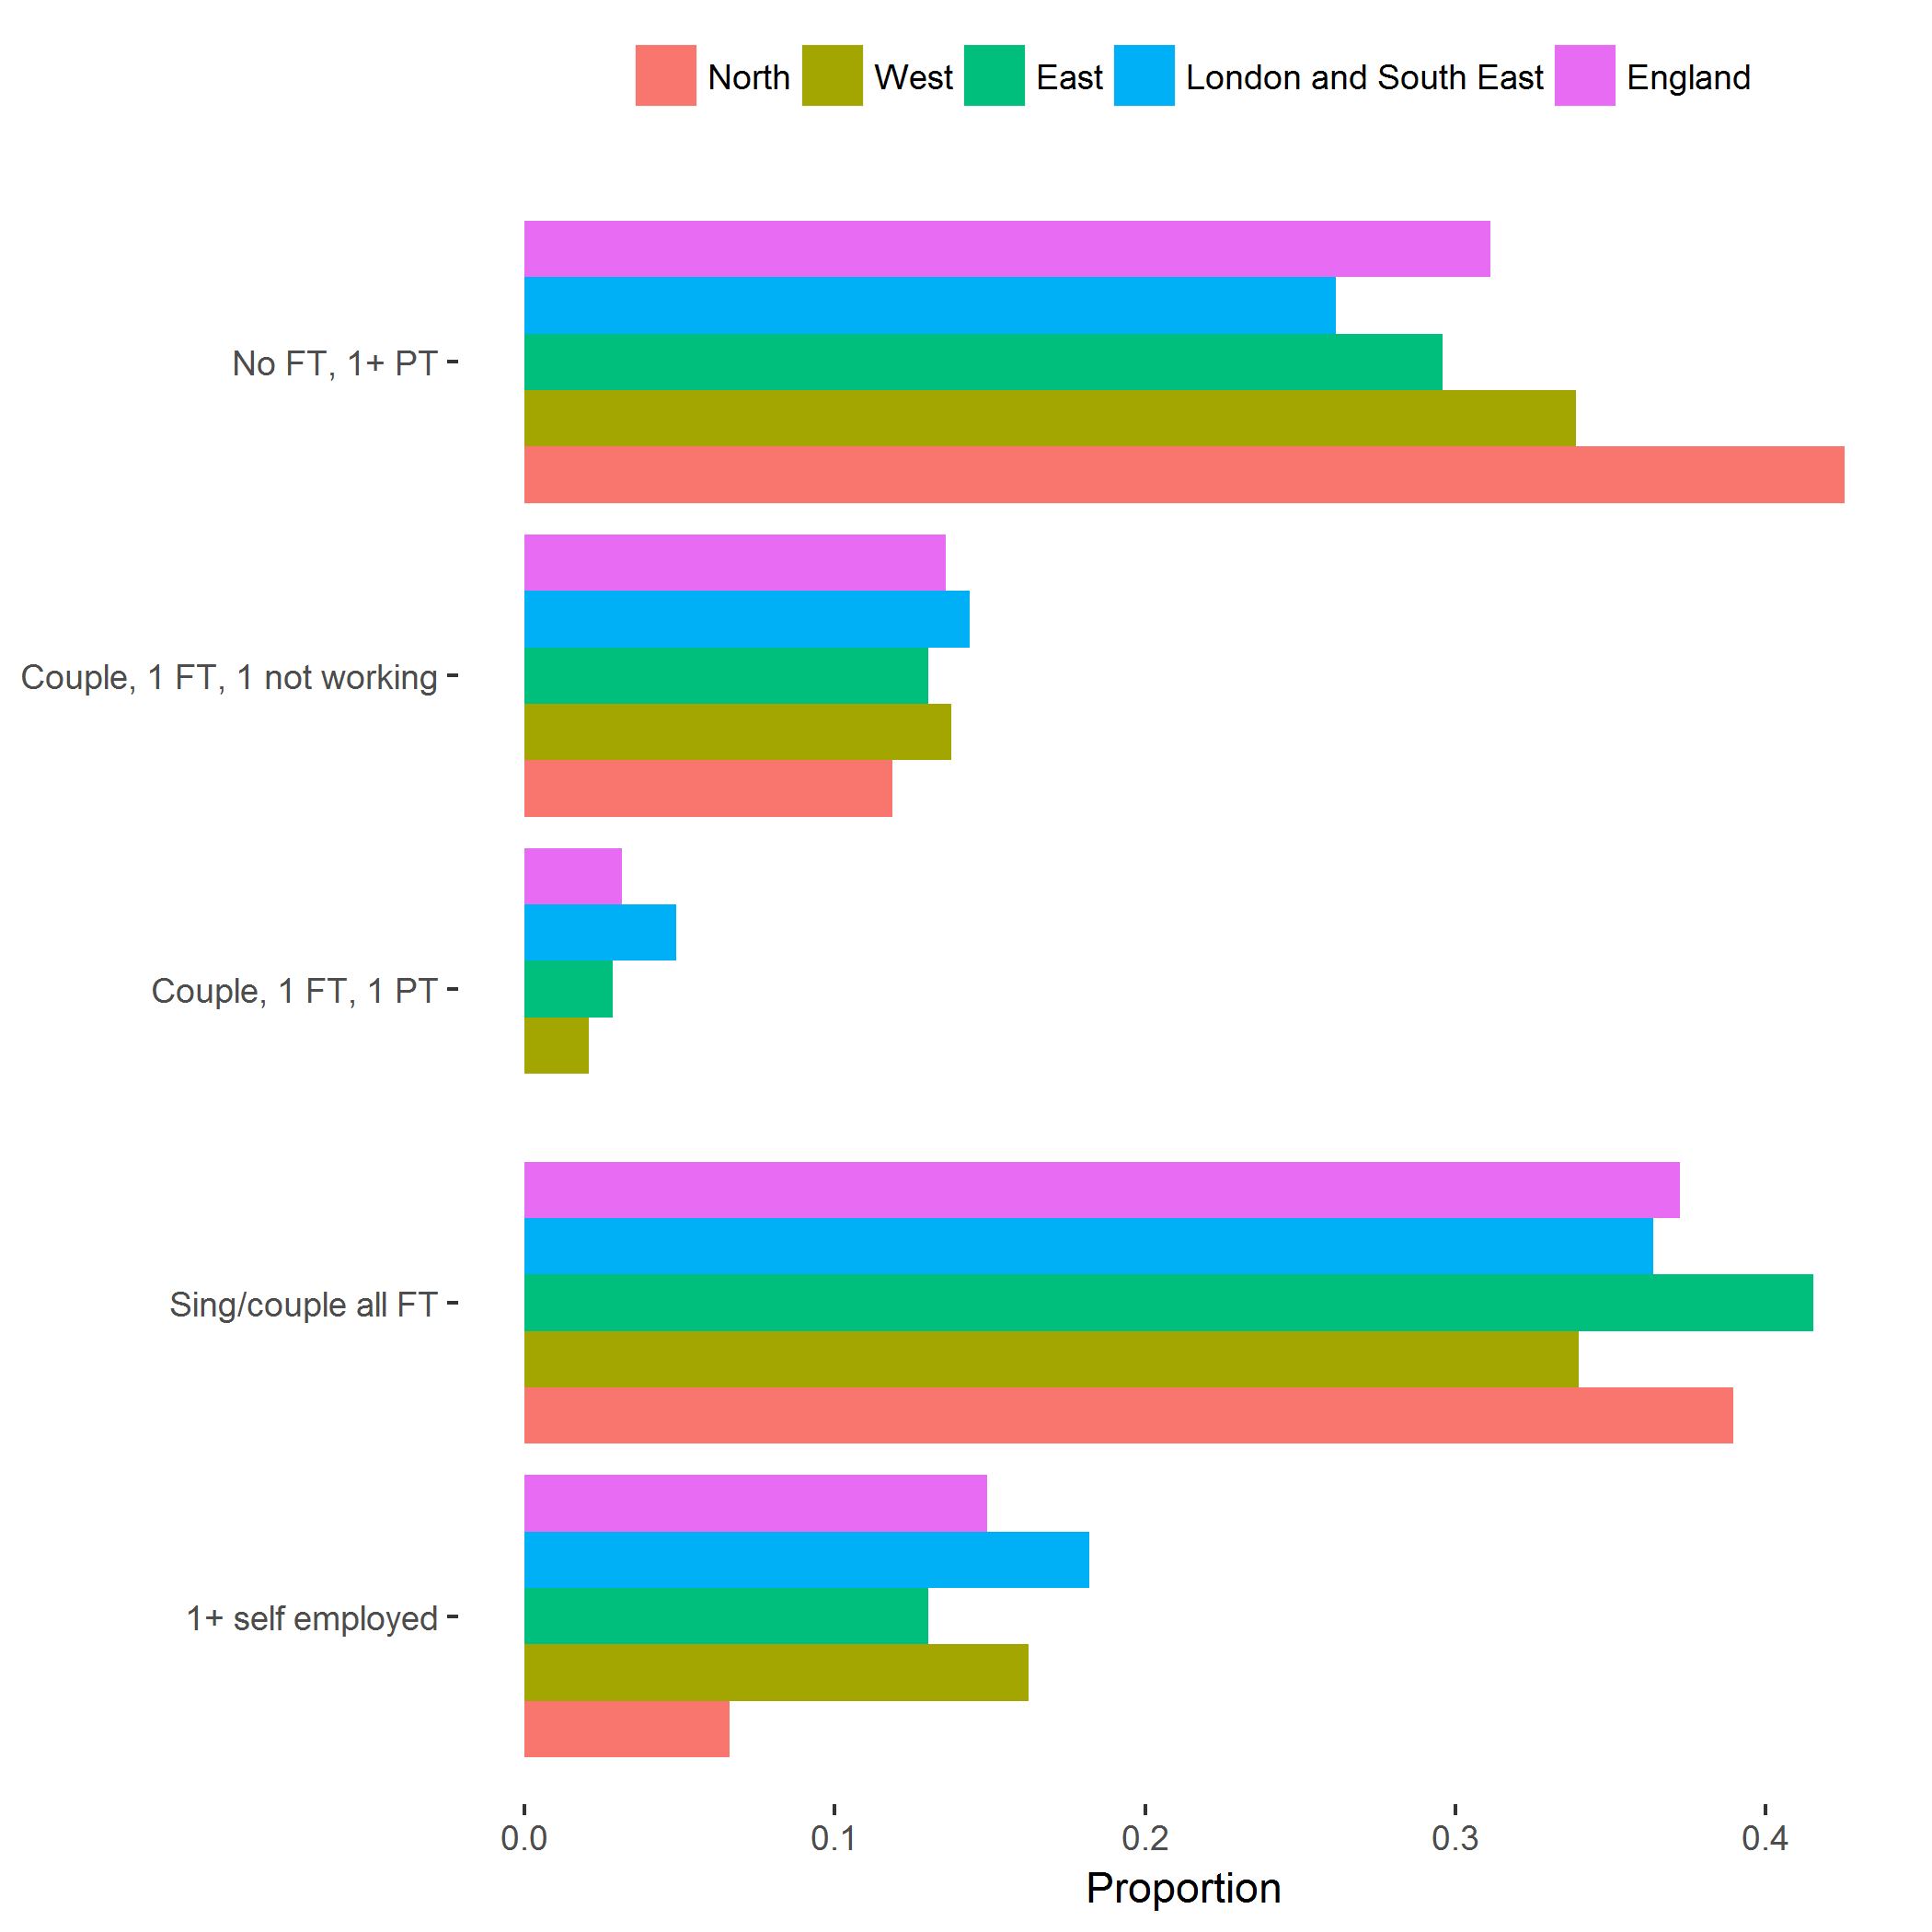 North West East London and South East England
No FT, 1+ PT
Couple, 1 FT, 1 not working
Couple, 1 FT, 1 PT
Sing/couple all FT
1+ self employed
0.0 0.1 0.2 0.3 0.4
Proportion